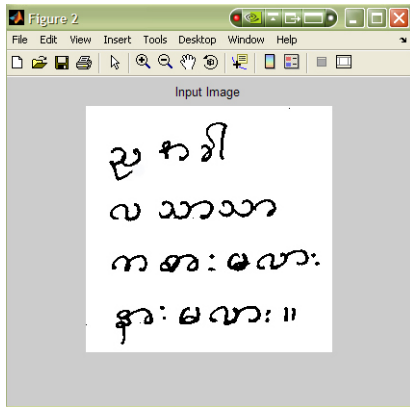 Figure 2
File Edit View Insert Tools Desktop Window Help
Input Image
ည အ ခါ
လ သာသာ
က စား မလား
နား မလား ။